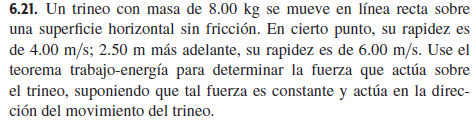 6.21. Un trineo con masa de 8.00 kg se mueve en línea recta sobre
una superficie horizontal sin fricción. En cierto punto, su rapidez es
de 4.00 m/s; 2.50 m más adelante, su rapidez es de 6.00 m/s. Use el
teorema trabajo-energía para determinar la fuerza que actúa sobre
el trineo, suponiendo que tal fuerza es constante y actúa en la direc-
ción del movimiento del trineo.